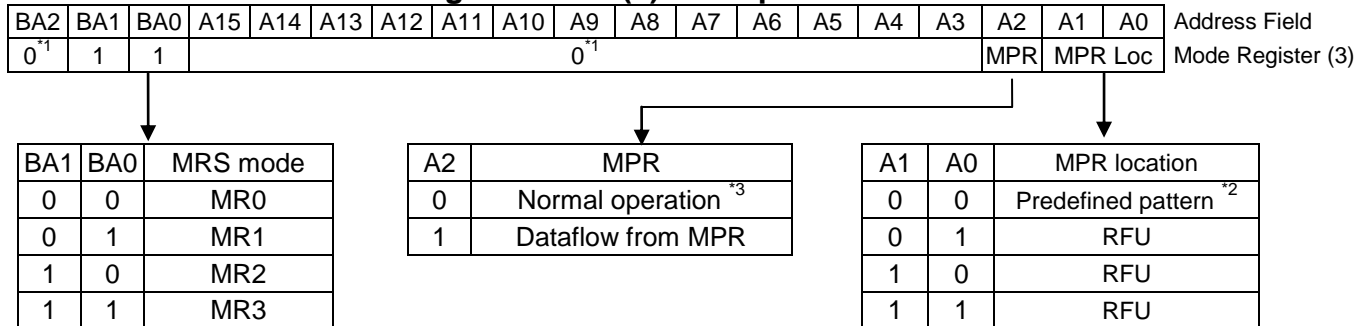 BA2 BA1 BA0 A15 A14 A13 A12 A11 A10 A9 A8 A7 A6 A5 A4 A3 A2 A1 A0 Address Field
0*1 1 1 0*1 MPR MPR Loc Mode Register (3)
BA1 BA0 MRS mode
0 0 MR0
0 1 MR1
1 0 MR2
1 1 MR3
A2 MPR
0 Normal operation *3
1 Dataflow from MPR
A1 A0 MPR location
0 0 Predefined pattern *2
0 1 RFU
1 0 RFU
1 1 RFU